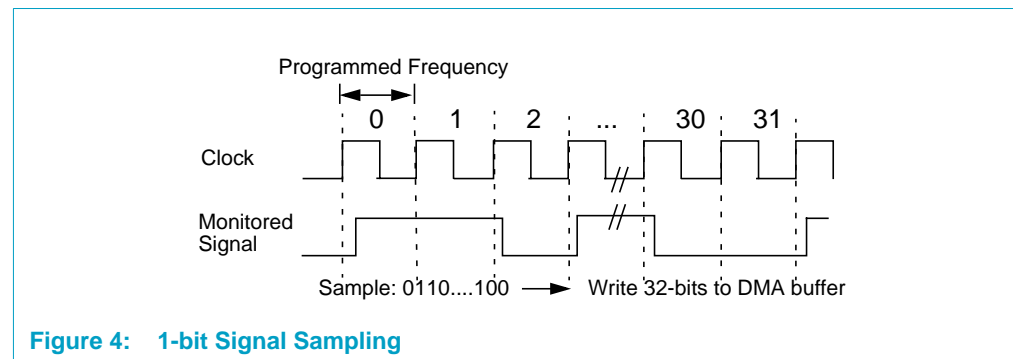 Programmed Frequency
0 1 2 ... 30 31
Clock
Monitored
Signal
Sample: 0110....100 Write 32-bits to DMA buffer
Figure 4: 1-bit Signal Sampling